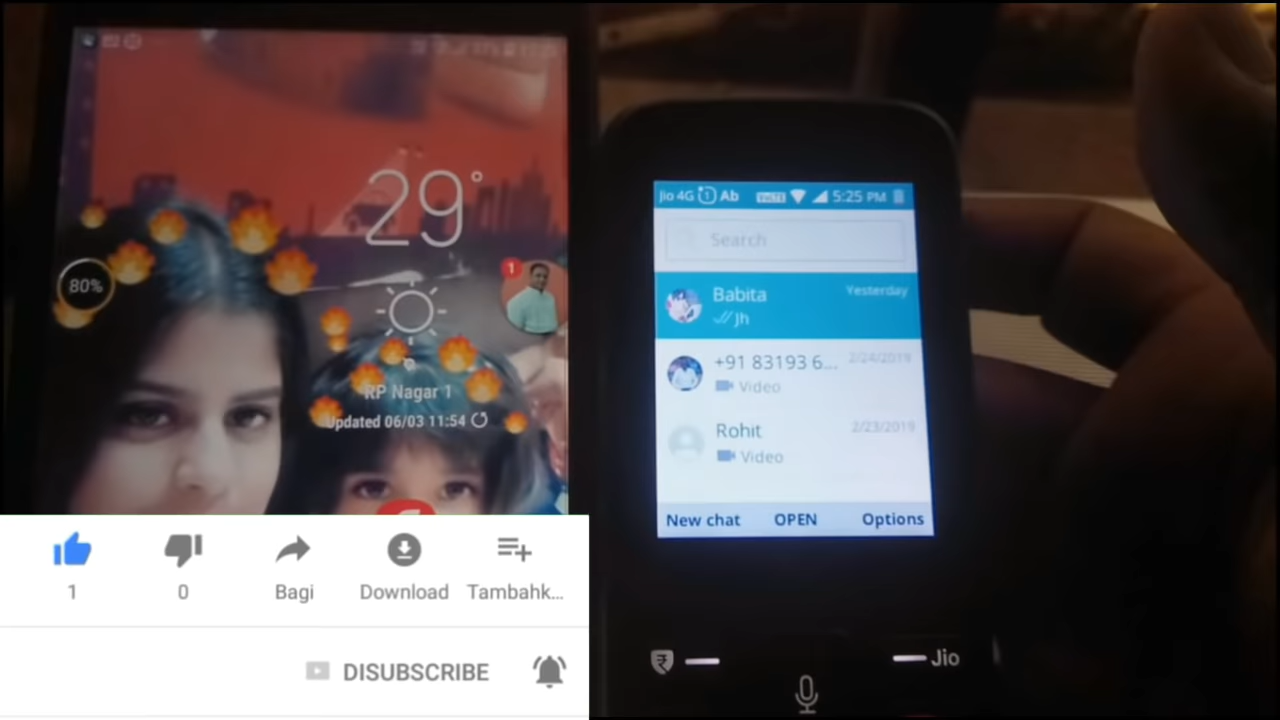 29°
80%
1
RP Nagar 1
Updated 06/03 11:54
Jio 4G 1 Ab VoLTE 5:25 PM
Search
Babita Yesterday
Jh
+91 83193 6... 2/24/2019
Video
Rohit 2/23/2019
Video
New chat OPEN Options
1 0 Bagi Download Tambahk...
DISUBSCRIBE
Jio